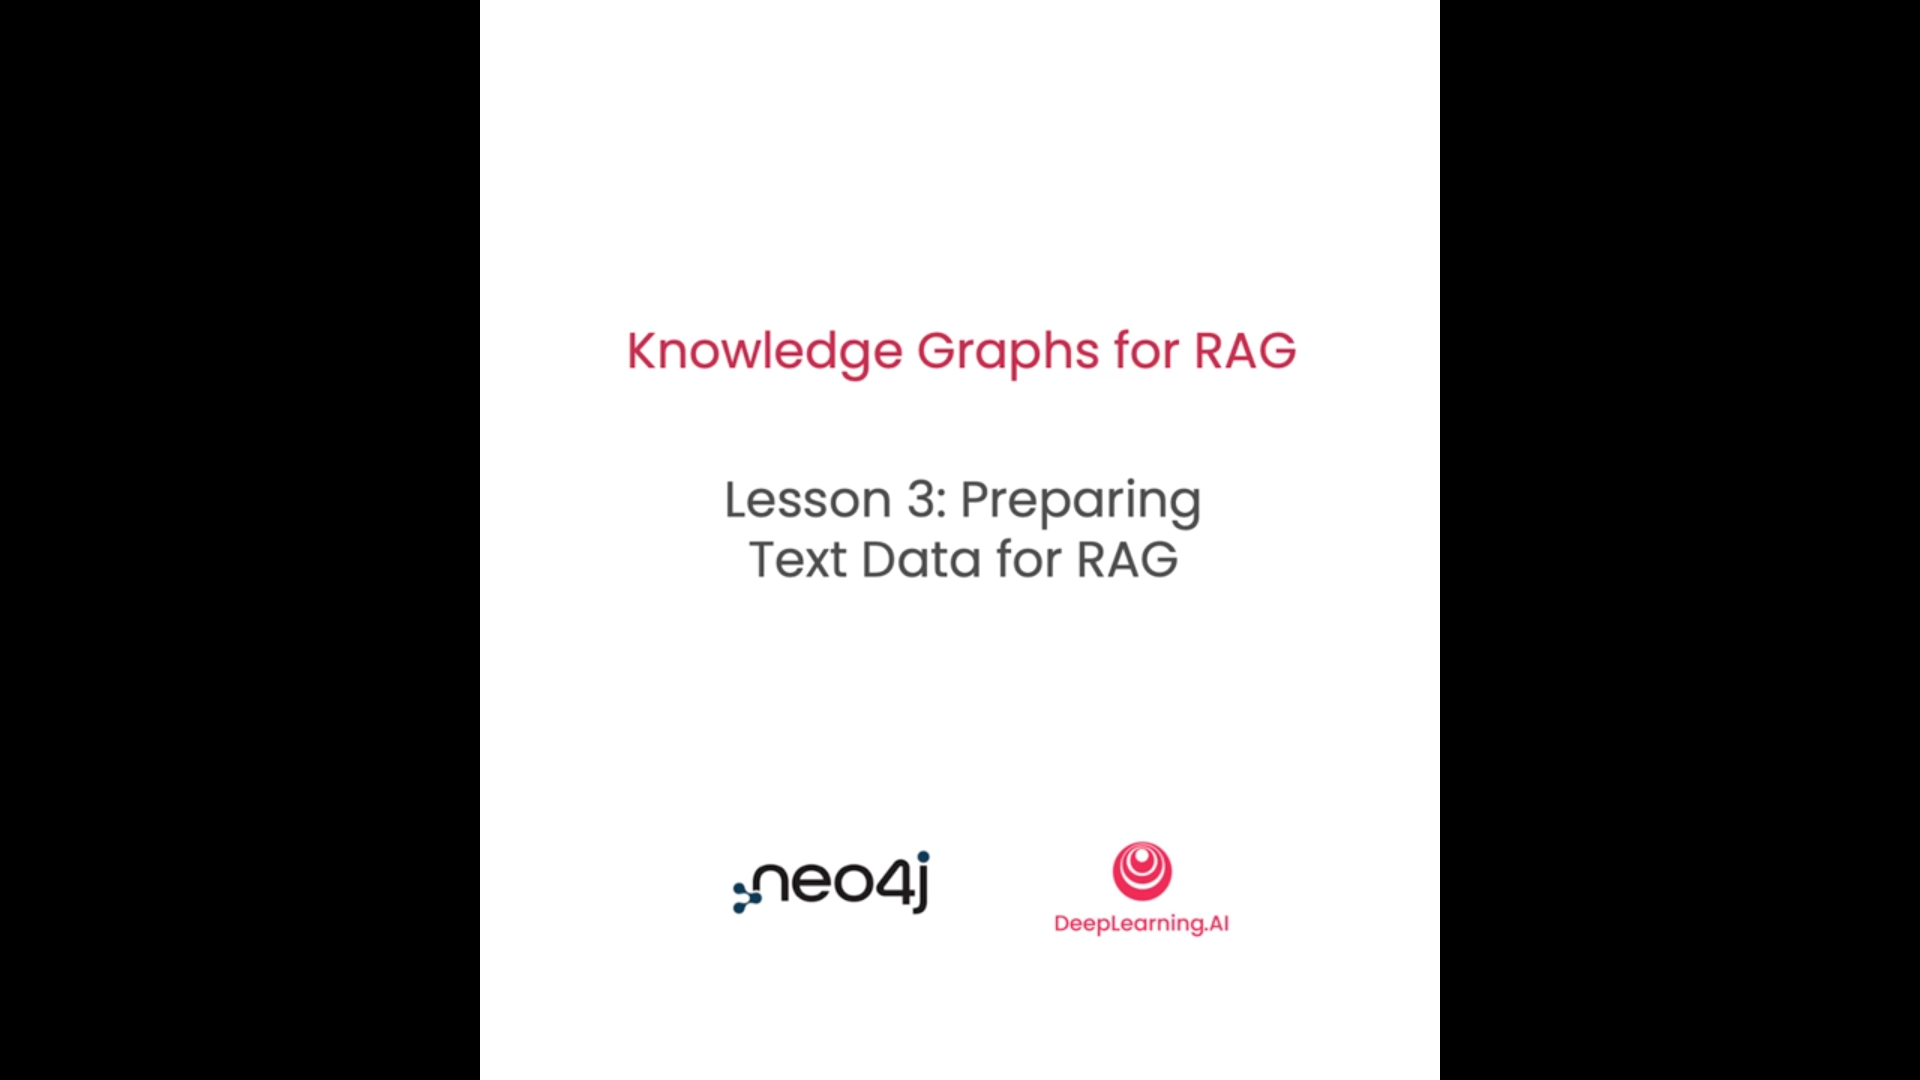 Knowledge Graphs for RAG
Lesson 3: Preparing
Text Data for RAG
neo4j
DeepLearning.AI